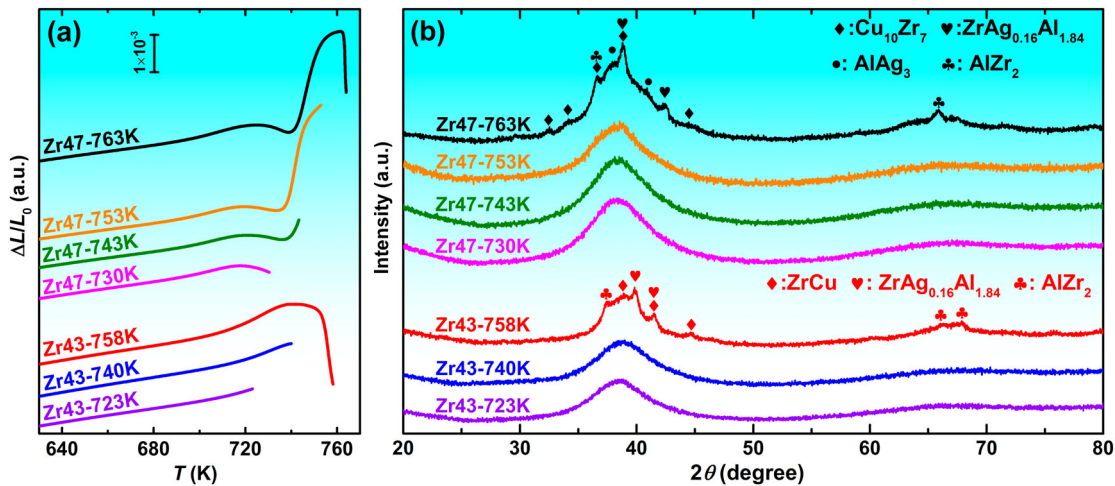 (a)
1×10⁻³
Zr47-763K
Zr47-753K
Zr47-743K
Zr47-730K
Zr43-758K
Zr43-740K
Zr43-723K
ΔL/L₀ (a.u.)
640 680 720 760
T (K)
(b)
♦:Cu₁₀Zr₇ ♥:ZrAg₀.₁₆Al₁.₈₄
●: AlAg₃ ♣: AlZr₂
Zr47-763K
Zr47-753K
Zr47-743K
Zr47-730K
♦:ZrCu ♥: ZrAg₀.₁₆Al₁.₈₄ ♣: AlZr₂
Zr43-758K
Zr43-740K
Zr43-723K
Intensity (a.u.)
20 30 40 50 60 70 80
2θ (degree)